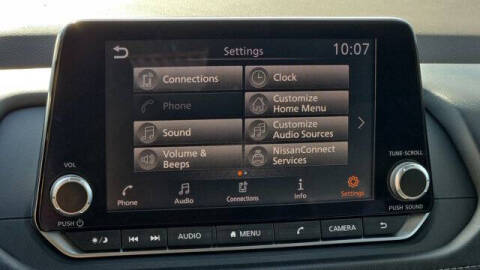 Settings 10:07
Connections Clock
Phone Customize
Home Menu
Sound Customize
Audio Sources
Volume &
Beeps NissanConnect
Services
Phone Audio Connections Info Settings
VOL
PUSH
TUNE·SCROLL
PUSH SOUND
AUDIO MENU CAMERA